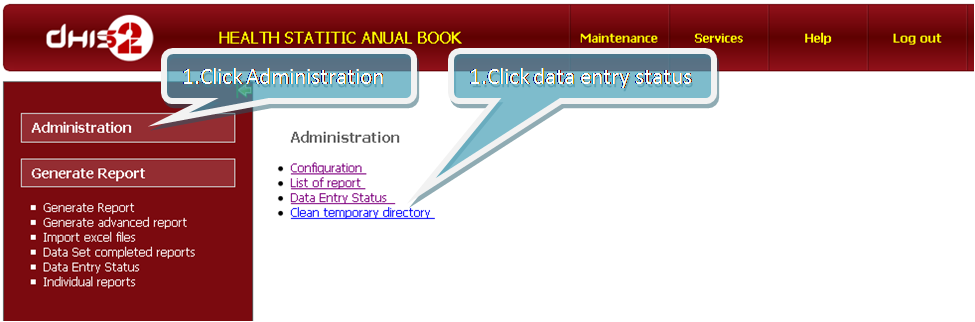 dHIS2
HEALTH STATITIC ANUAL BOOK
Maintenance
Services
Help
Log out
1.Click Administration
1.Click data entry status
Administration
Generate Report
Generate Report
Generate advanced report
Import excel files
Data Set completed reports
Data Entry Status
Individual reports
Administration
Configuration
List of report
Data Entry Status
Clean temporary directory